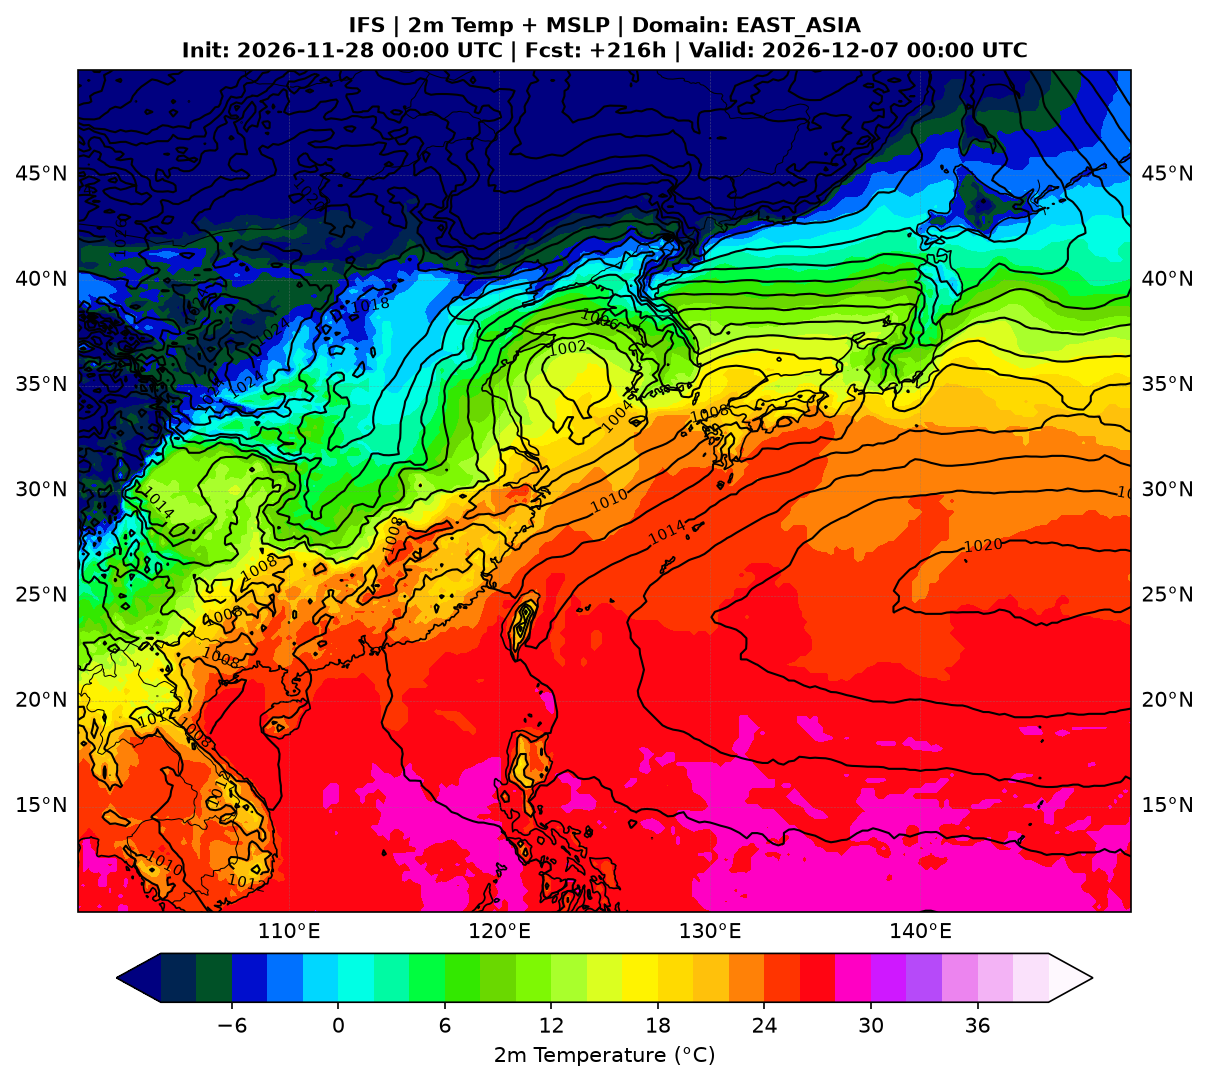 IFS | 2m Temp + MSLP | Domain: EAST_ASIA
Init: 2026-11-28 00:00 UTC | Fcst: +216h | Valid: 2026-12-07 00:00 UTC
45°N 45°N
40°N 40°N
1018
1024
1006
1002
35°N 35°N
1024
1004
1008
30°N 30°N
1014
1010
1008
1014
1020
1008
25°N 25°N
1008
1008
20°N 20°N
1008
15°N 15°N
1010
1012
110°E 120°E 130°E 140°E
−6 0 6 12 18 24 30 36
2m Temperature (°C)